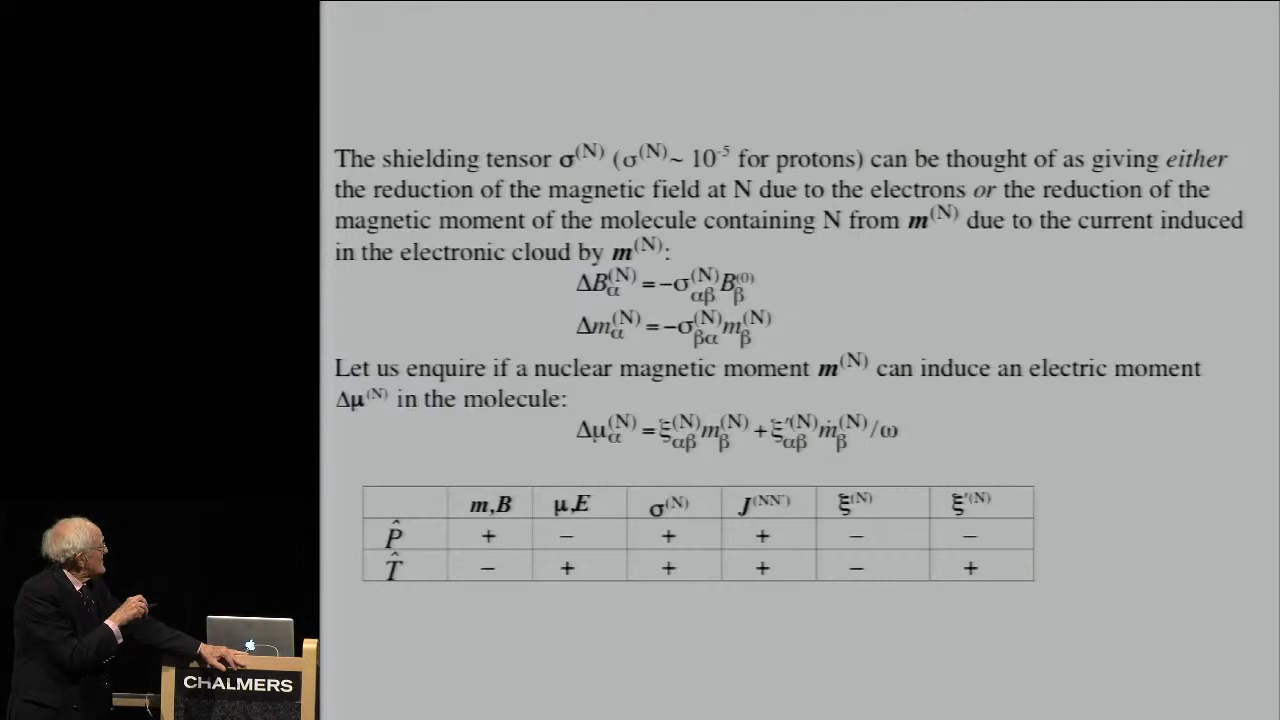 The shielding tensor σ⁽ᴺ⁾ (σ⁽ᴺ⁾~ 10⁻⁵ for protons) can be thought of as giving either
the reduction of the magnetic field at N due to the electrons or the reduction of the
magnetic moment of the molecule containing N from m⁽ᴺ⁾ due to the current induced
in the electronic cloud by m⁽ᴺ⁾:
ΔB_α^(N) = −σ_αβ^(N) B_β^(0)
Δm_α^(N) = −σ_βα^(N) m_β^(N)
Let us enquire if a nuclear magnetic moment m⁽ᴺ⁾ can induce an electric moment
Δμ⁽ᴺ⁾ in the molecule:
Δμ_α^(N) = ξ_αβ^(N) m_β^(N) + ξ′_αβ^(N) ṁ_β^(N) /ω
m,B μ,E σ^(N) J^(NN′) ξ^(N) ξ′^(N)
P̂ + − + + − −
T̂ − + + + − +
CHALMERS